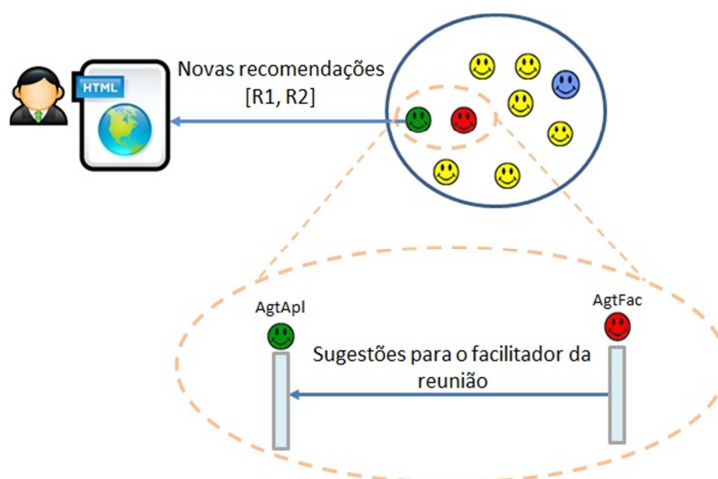 Novas recomendações
[R1, R2]
HTML
AgtApl
AgtFac
Sugestões para o facilitador da
reunião